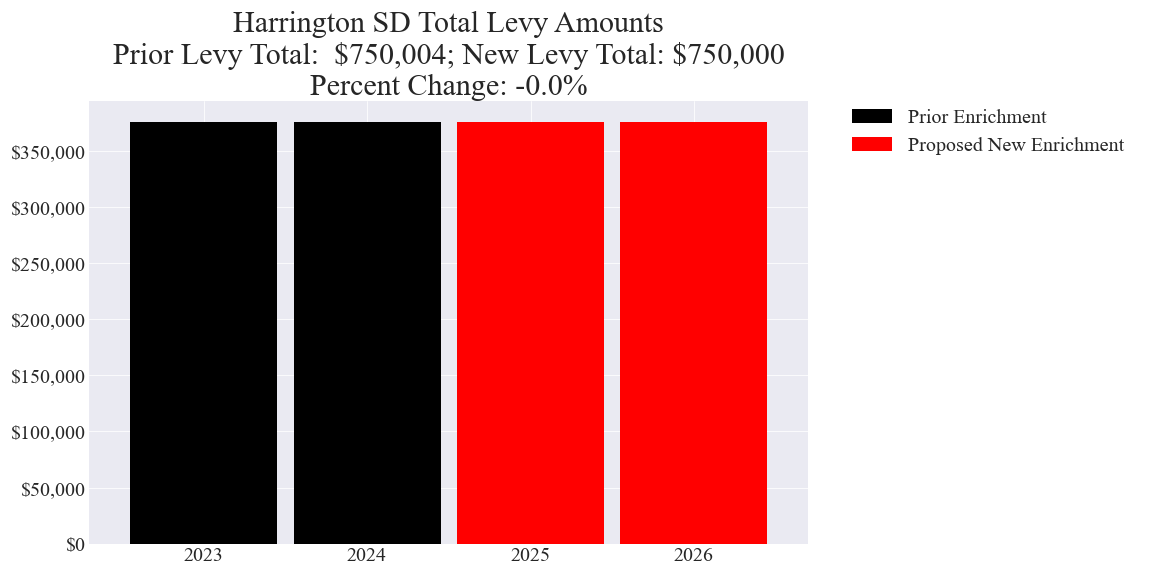 Harrington SD Total Levy Amounts
Prior Levy Total:  $750,004; New Levy Total: $750,000
Percent Change: -0.0%
Prior Enrichment
Proposed New Enrichment
$350,000
$300,000
$250,000
$200,000
$150,000
$100,000
$50,000
$0
2023 2024 2025 2026